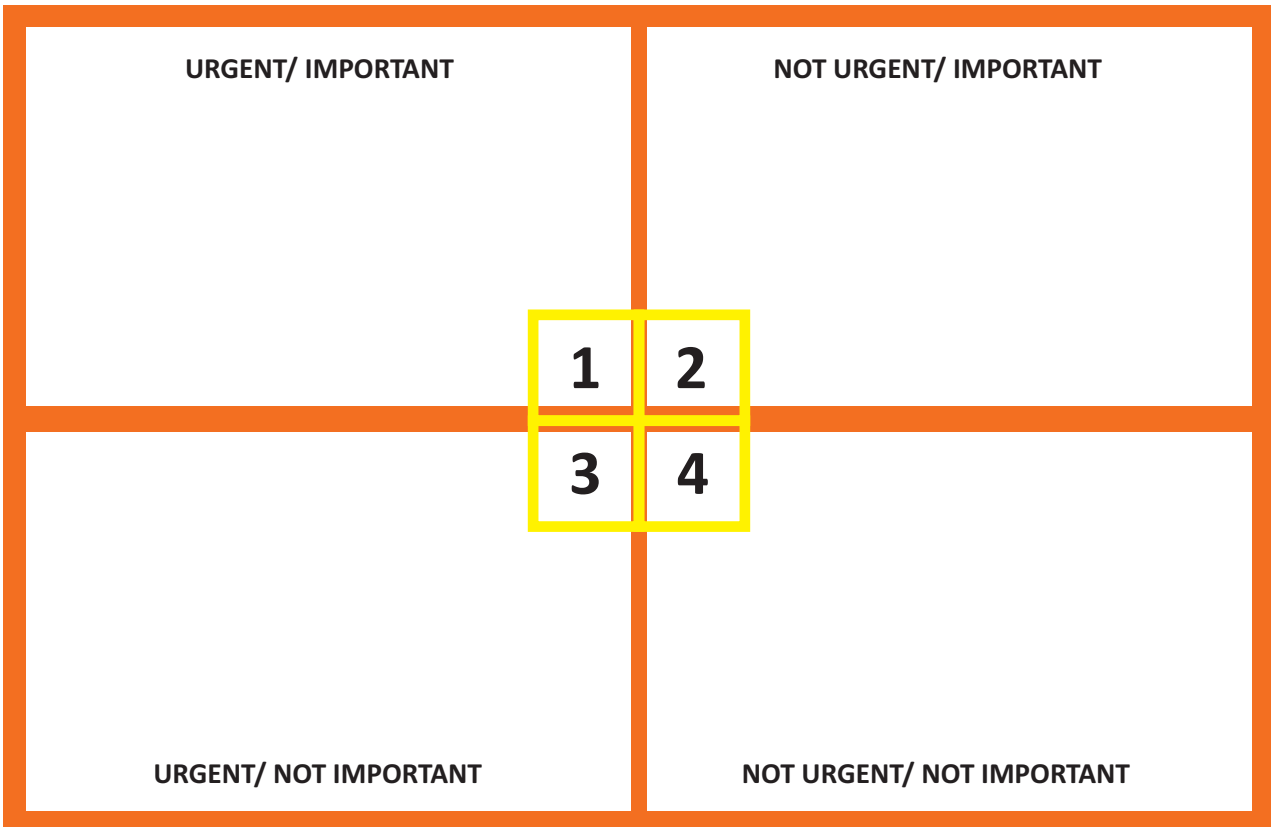 URGENT/ IMPORTANT
NOT URGENT/ IMPORTANT
1
2
3
4
URGENT/ NOT IMPORTANT
NOT URGENT/ NOT IMPORTANT